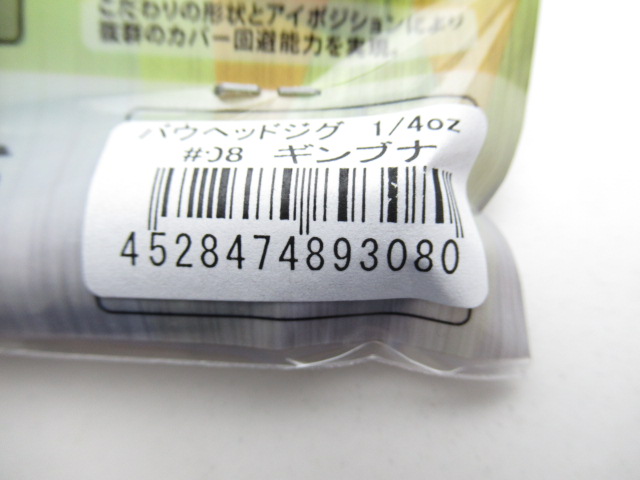 こだわりの形状とアイポジションにより
抜群のカバー回避能力を実現。
バウヘッドジグ 1/4oz
#08 ギンブナ
4528474893080